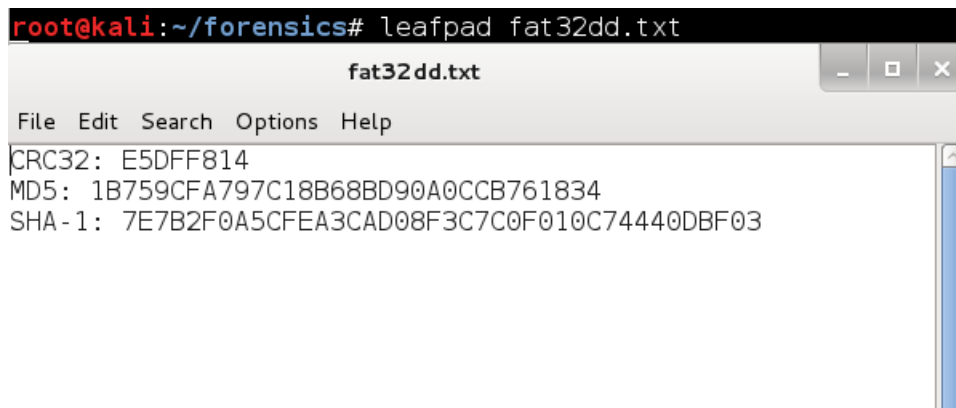 root@kali:~/forensics# leafpad fat32dd.txt
fat32dd.txt
File Edit Search Options Help
CRC32: E5DFF814
MD5: 1B759CFA797C18B68BD90A0CCB761834
SHA-1: 7E7B2F0A5CFEA3CAD08F3C7C0F010C74440DBF03